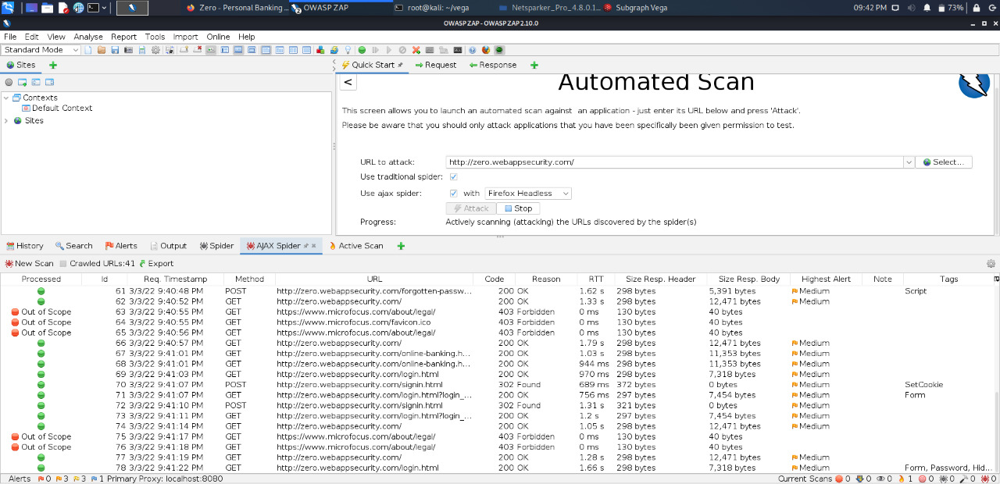 Zero - Personal Banking ... OWASP ZAP root@kali: ~/vega Netsparker_Pro_4.8.0.1... Subgraph Vega 09:42 PM 73%
OWASP ZAP - OWASP ZAP 2.10.0
File Edit View Analyse Report Tools Import Online Help
Standard Mode
Sites Quick Start Request Response
< Automated Scan
Contexts
Default Context
Sites
This screen allows you to launch an automated scan against an application - just enter its URL below and press 'Attack'.
Please be aware that you should only attack applications that you have been specifically been given permission to test.
URL to attack: http://zero.webappsecurity.com/ Select...
Use traditional spider:
Use ajax spider: with Firefox Headless
Attack Stop
Progress: Actively scanning (attacking) the URLs discovered by the spider(s)
History Search Alerts Output Spider AJAX Spider Active Scan
New Scan Crawled URLs:41 Export
Processed Id Req. Timestamp Method URL Code Reason RTT Size Resp. Header Size Resp. Body Highest Alert Note Tags
61 3/3/22 9:40:48 PM POST http://zero.webappsecurity.com/forgotten-passw... 200 OK 1.62 s 298 bytes 5,391 bytes Medium Script
62 3/3/22 9:40:52 PM GET http://zero.webappsecurity.com/ 200 OK 1.33 s 298 bytes 12,471 bytes Medium
Out of Scope 63 3/3/22 9:40:55 PM GET https://www.microfocus.com/about/legal/ 403 Forbidden 0 ms 130 bytes 40 bytes
Out of Scope 64 3/3/22 9:40:55 PM GET https://www.microfocus.com/favicon.ico 403 Forbidden 0 ms 130 bytes 40 bytes
Out of Scope 65 3/3/22 9:40:56 PM GET https://www.microfocus.com/about/legal/ 403 Forbidden 0 ms 130 bytes 40 bytes
66 3/3/22 9:40:57 PM GET http://zero.webappsecurity.com/ 200 OK 1.79 s 298 bytes 12,471 bytes Medium
67 3/3/22 9:41:01 PM GET http://zero.webappsecurity.com/online-banking.h... 200 OK 1.03 s 298 bytes 11,353 bytes Medium
68 3/3/22 9:41:01 PM GET http://zero.webappsecurity.com/online-banking.h... 200 OK 944 ms 298 bytes 11,353 bytes Medium
69 3/3/22 9:41:03 PM GET http://zero.webappsecurity.com/login.html 200 OK 970 ms 298 bytes 7,318 bytes Medium
70 3/3/22 9:41:07 PM POST http://zero.webappsecurity.com/signin.html 302 Found 689 ms 372 bytes 0 bytes Medium SetCookie
71 3/3/22 9:41:07 PM GET http://zero.webappsecurity.com/login.html?login_... 200 OK 756 ms 297 bytes 7,454 bytes Medium Form
72 3/3/22 9:41:10 PM POST http://zero.webappsecurity.com/signin.html 302 Found 1.31 s 321 bytes 0 bytes Medium
73 3/3/22 9:41:11 PM GET http://zero.webappsecurity.com/login.html?login_... 200 OK 1.2 s 297 bytes 7,454 bytes Medium
74 3/3/22 9:41:14 PM GET http://zero.webappsecurity.com/ 200 OK 1.05 s 298 bytes 12,471 bytes Medium
Out of Scope 75 3/3/22 9:41:17 PM GET https://www.microfocus.com/about/legal/ 403 Forbidden 0 ms 130 bytes 40 bytes
Out of Scope 76 3/3/22 9:41:18 PM GET https://www.microfocus.com/about/legal/ 403 Forbidden 0 ms 130 bytes 40 bytes
77 3/3/22 9:41:19 PM GET http://zero.webappsecurity.com/ 200 OK 1.28 s 298 bytes 12,471 bytes Medium
78 3/3/22 9:41:22 PM GET http://zero.webappsecurity.com/login.html 200 OK 1.66 s 298 bytes 7,318 bytes Medium Form, Password, Hid...
Alerts 0 3 3 1 Primary Proxy: localhost:8080 Current Scans 0 0 0 1 0 0 0 0